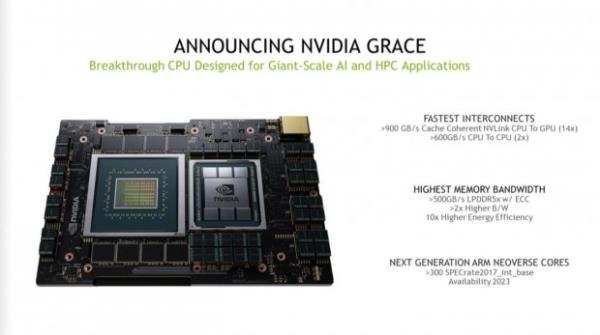 ANNOUNCING NVIDIA GRACE
Breakthrough CPU Designed for Giant-Scale AI and HPC Applications
FASTEST INTERCONNECTS
>900 GB/s Cache Coherent NVLink CPU To GPU (14x)
>600GB/s CPU To CPU (2x)
HIGHEST MEMORY BANDWIDTH
>500GB/s LPDDR5x w/ ECC
>2x Higher B/W
10x Higher Energy Efficiency
NEXT GENERATION ARM NEOVERSE CORES
>300 SPECrate2017_int_base
Availability 2023
NVIDIA
NVIDIA